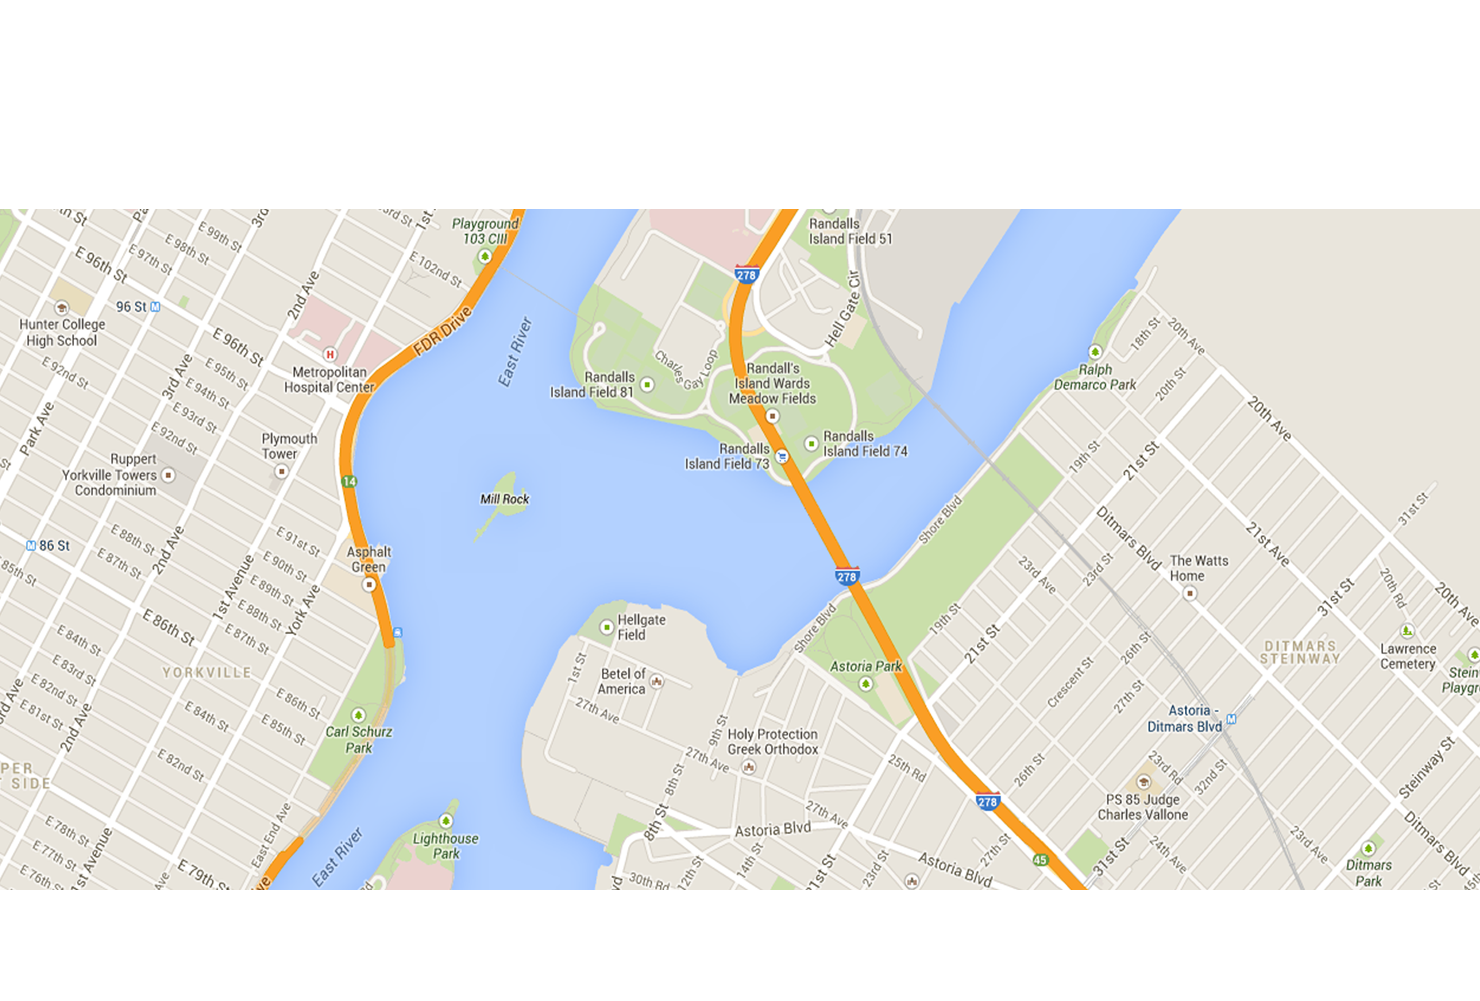 Playground
103 CIII
Randalls
Island Field 51
3rd
1st
E 99th St
E 98th St
E 97th St
E 96th St
E 102nd St
2nd Ave
96 St
M
278
Hell Gate Cir
Hunter College
High School
E 96th St
H
Metropolitan
Hospital Center
FDR Drive
East River
E 92nd St
3rd Ave
E 95th St
E 94th St
E 93rd St
E 92nd St
Park Ave
Randalls
Island Field 81
Charles
Gay Loop
Randall's
Island Wards
Meadow Fields
18th St
20th Ave
Ralph
Demarco Park
20th St
20th Ave
Plymouth
Tower
Ruppert
Yorkville Towers
Condominium
Randalls
Island Field 73
Randalls
Island Field 74
19th St
21st St
14
Mill Rock
Shore Blvd
Ditmars Blvd
21st Ave
31st St
M
86 St
85th St
E 88th St
E 87th St
2nd Ave
E 91st St
E 90th St
E 89th St
E 88th St
E 87th St
Asphalt
Green
1st Avenue
York Ave
278
23rd Ave
23rd St
The Watts
Home
31st St
20th Rd
20th Ave
E 86th St
E 84th St
E 83rd St
E 82nd St
E 81st St
YORKVILLE
Hellgate
Field
Shore Blvd
19th St
21st St
26th St
DITMARS
STEINWAY
Lawrence
Cemetery
1st St
Betel of
America
Astoria Park
Crescent St
27th St
Stein
Playgr
3rd Ave
2nd Ave
E 86th St
E 85th St
E 84th St
E 82nd St
Carl Schurz
Park
27th Ave
9th St
Holy Protection
Greek Orthodox
Astoria -
Ditmars Blvd
M
PER
SIDE
27th Ave
8th St
25th Rd
26th St
23rd Rd
32nd St
Steinway St
278
PS 85 Judge
Charles Vallone
E 78th St
E 77th St
E 76th St
1st Avenue
East End Ave
E 79th St
East River
Lighthouse
Park
8th St
27th Ave
Astoria Blvd
Astoria Blvd
27th St
45
31st St
24th Ave
23rd Ave
Ditmars Blvd
Ditmars
Park
30th Rd
12th St
14th St
21st St
23rd St